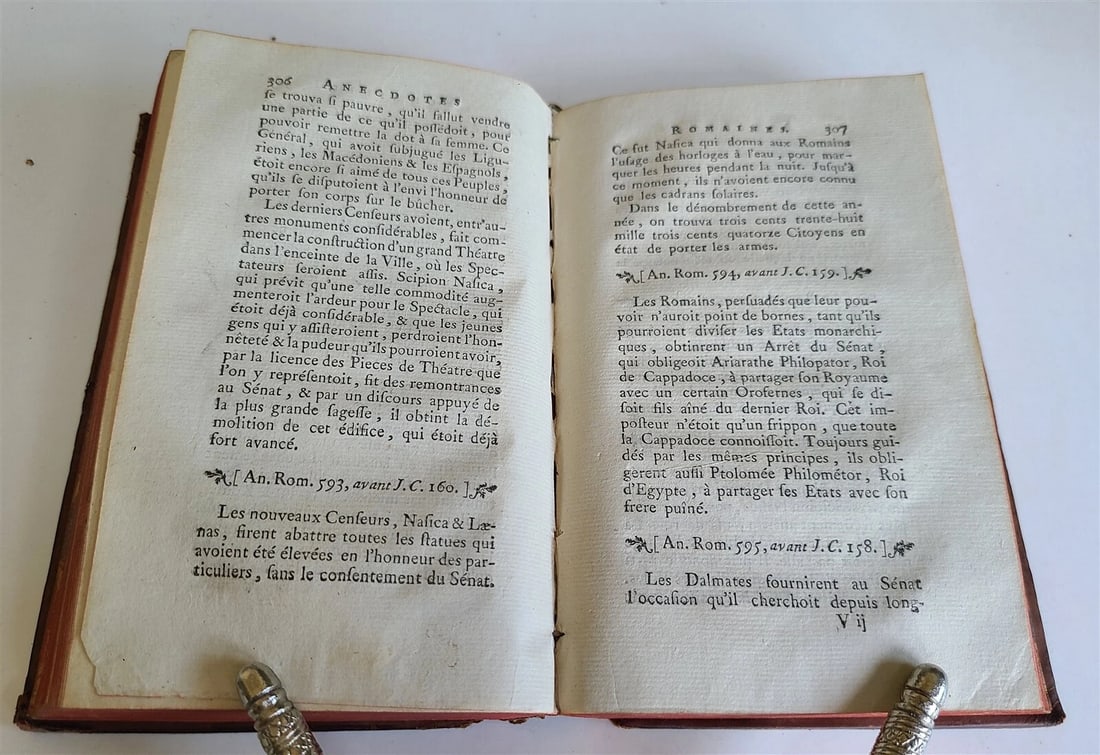 306 ANECDOTES
ſe trouva ſi pauvre, qu'il fallut vendre
une partie de ce qu'il poſſédoit, pour
pouvoir remettre la dot à ſa femme. Ce
Général, qui avoit ſubjugué les Ligu-
riens, les Macédoniens & les Eſpagnols,
étoit encore ſi aimé de tous ces Peuples,
qu'ils ſe diſputoient à l'envi l'honneur de
porter ſon corps ſur le bûcher.
Les derniers Cenſeurs avoient, entr'au-
tres monuments conſidérables, fait com-
mencer la conſtruction d'un grand Théatre
dans l'enceinte de la Ville, où les Spec-
tateurs ſeroient aſſis. Scipion Naſica,
qui prévit qu'une telle commodité aug-
menteroit l'ardeur pour le Spectacle, qui
étoit déjà conſidérable, & que les jeunes
gens qui y aſſiſteroient, perdroient l'hon-
nêteté & la pudeur qu'ils pourroient avoir,
par la licence des Pieces de Théatre que
l'on y repréſentoit, fit des remontrances
au Sénat, & par un diſcours appuyé de
la plus grande ſageſſe, il obtint la dé-
molition de cet édifice, qui étoit déjà
fort avancé.
[An. Rom. 593, avant J. C. 160.]
Les nouveaux Cenſeurs, Naſica & Læ-
nas, firent abattre toutes les ſtatues qui
avoient été élevées en l'honneur des par-
ticuliers, ſans le conſentement du Sénat.
ROMAINES. 307
Ce fut Naſica qui donna aux Romains
l'uſage des horloges à l'eau, pour mar-
quer les heures pendant la nuit. Juſqu'à
ce moment, ils n'avoient encore connu
que les cadrans ſolaires.
Dans le dénombrement de cette an-
née, on trouva trois cents trente-huit
mille trois cents quatorze Citoyens en
état de porter les armes.
[An. Rom. 594, avant J. C. 159.]
Les Romains, perſuadés que leur pou-
voir n'auroit point de bornes, tant qu'ils
pourroient diviſer les Etats monarchi-
ques, obtinrent un Arrêt du Sénat,
qui obligeoit Ariarathe Philopator, Roi
de Cappadoce, à partager ſon Royaume
avec un certain Orofernes, qui ſe di-
ſoit fils aîné du dernier Roi. Cet im-
poſteur n'étoit qu'un frippon, que toute
la Cappadoce connoiſſoit. Toujours gui-
dés par les mêmes principes, ils obli-
gerent auſſi Ptolomée Philométor, Roi
d'Egypte, à partager ſes Etats avec ſon
frere puîné.
[An. Rom. 595, avant J. C. 158.]
Les Dalmates fournirent au Sénat
l'occaſion qu'il cherchoit depuis long-
V ij